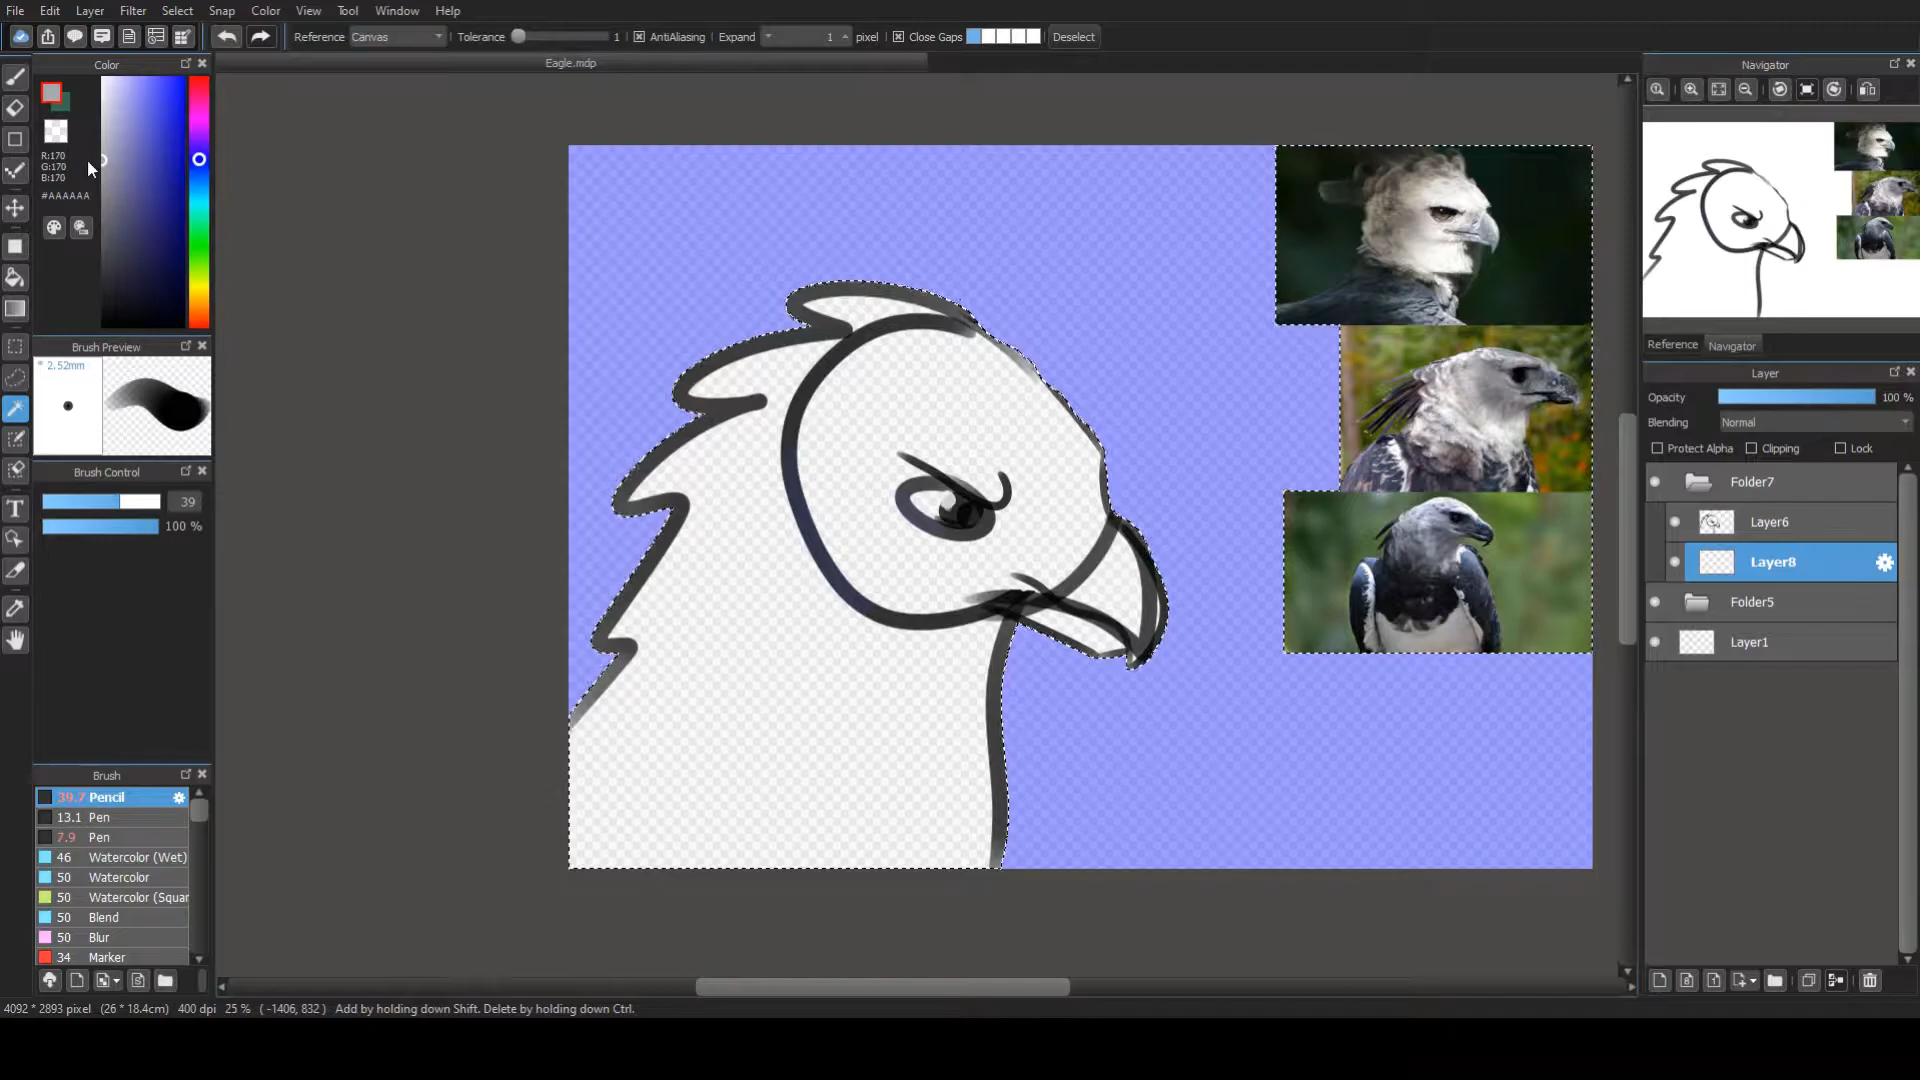 File Edit Layer Filter Select Snap Color View Tool Window Help
Reference Canvas Tolerance 1 AntiAliasing Expand 1 pixel Close Gaps Deselect
Eagle.mdp
Color
R:170
G:170
B:170
#AAAAAA
Brush Preview
* 2.52mm
Brush Control
39
100 %
Brush
39.7 Pencil
13.1 Pen
7.9 Pen
46 Watercolor (Wet)
50 Watercolor
50 Watercolor (Squar
50 Blend
50 Blur
34 Marker
Navigator
Reference Navigator
Layer
Opacity 100 %
Blending Normal
Protect Alpha Clipping Lock
Folder7
Layer6
Layer8
Folder5
Layer1
4092 * 2893 pixel (26 * 18.4cm) 400 dpi 25 % ( -1406, 832 ) Add by holding down Shift. Delete by holding down Ctrl.